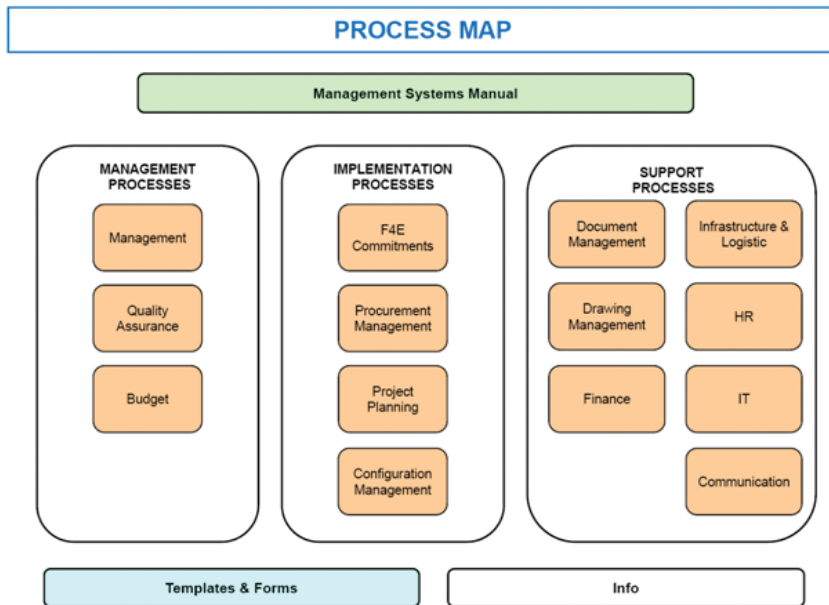 PROCESS MAP
Management Systems Manual
MANAGEMENT
PROCESSES
Management
Quality
Assurance
Budget
IMPLEMENTATION
PROCESSES
F4E
Commitments
Procurement
Management
Project
Planning
Configuration
Management
SUPPORT
PROCESSES
Document
Management
Infrastructure &
Logistic
Drawing
Management
HR
Finance
IT
Communication
Templates & Forms
Info